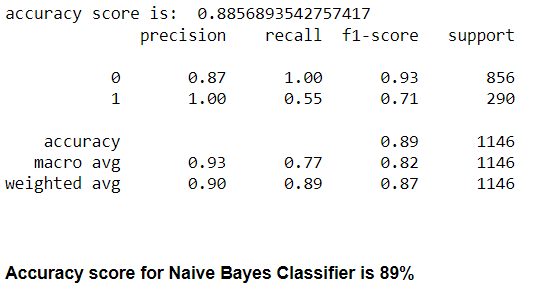 accuracy score is:  0.8856893542757417
              precision    recall  f1-score   support

           0       0.87      1.00      0.93       856
           1       1.00      0.55      0.71       290

    accuracy                           0.89      1146
   macro avg       0.93      0.77      0.82      1146
weighted avg       0.90      0.89      0.87      1146

Accuracy score for Naive Bayes Classifier is 89%